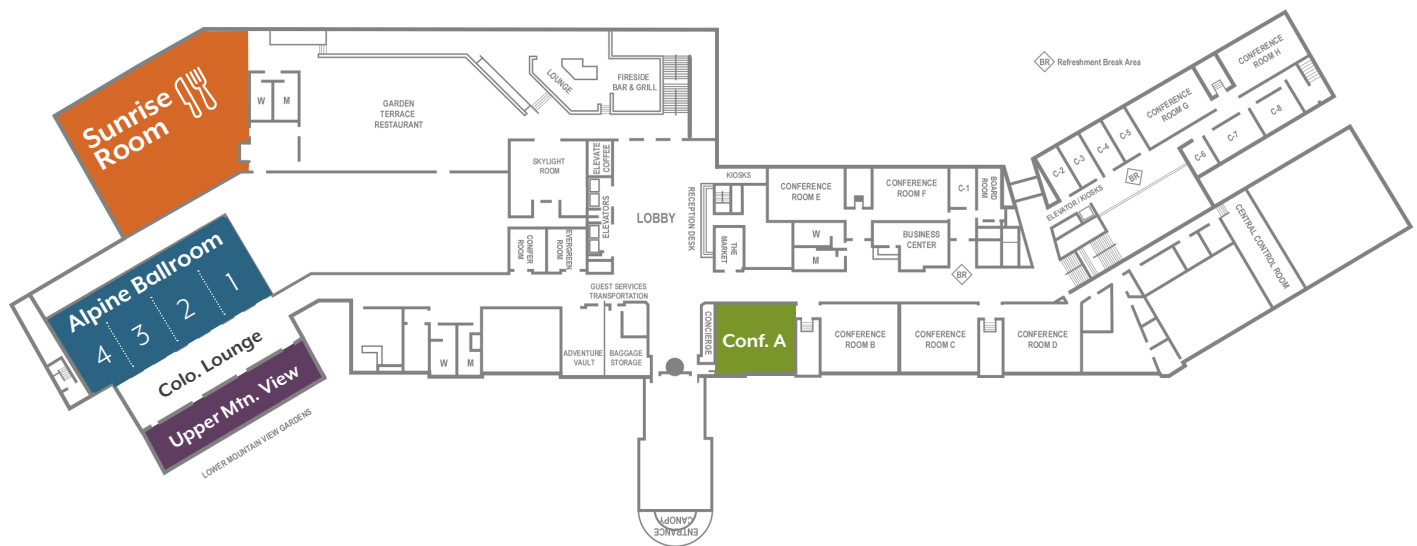 Sunrise
Room
W
M
GARDEN
TERRACE
RESTAURANT
LOUNGE
FIRESIDE
BAR & GRILL
SKYLIGHT
ROOM
ELEVATE
COFFEE
ELEVATORS
LOBBY
RECEPTION DESK
KIOSKS
THE
MARKET
CONIFER
ROOM
EVERGREEN
ROOM
GUEST SERVICES
TRANSPORTATION
CONFERENCE
ROOM E
CONFERENCE
ROOM F
C-1
BOARD
ROOM
W
M
BUSINESS
CENTER
BR
BR Refreshment Break Area
CONFERENCE
ROOM H
CONFERENCE
ROOM G
C-2
C-3
C-4
C-5
C-6
C-7
C-8
BR
ELEVATOR / KIOSKS
CENTRAL CONTROL ROOM
Alpine Ballroom
4
3
2
1
Colo. Lounge
Upper Mtn. View
LOWER MOUNTAIN VIEW GARDENS
W
M
ADVENTURE
VAULT
BAGGAGE
STORAGE
CONCIERGE
Conf. A
CONFERENCE
ROOM B
CONFERENCE
ROOM C
CONFERENCE
ROOM D
ENTRANCE
CANOPY